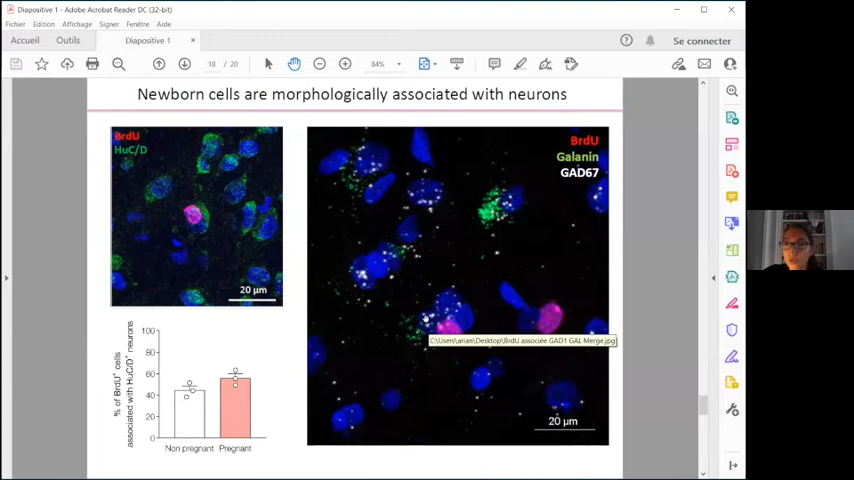 Diapositive 1 - Adobe Acrobat Reader DC (32-bit)
Fichier Edition Affichage Signer Fenêtre Aide
Accueil Outils Diapositive 1 × Se connecter
18 / 20 84%
Newborn cells are morphologically associated with neurons
BrdU
HuC/D
20 µm
BrdU
Galanin
GAD67
C:\Users\arian\Desktop\BrdU associée GAD1 GAL Merge.jpg
20 µm
% of BrdU+ cells
associated with HuC/D+ neurons
100
80
60
40
20
0
Non pregnant Pregnant